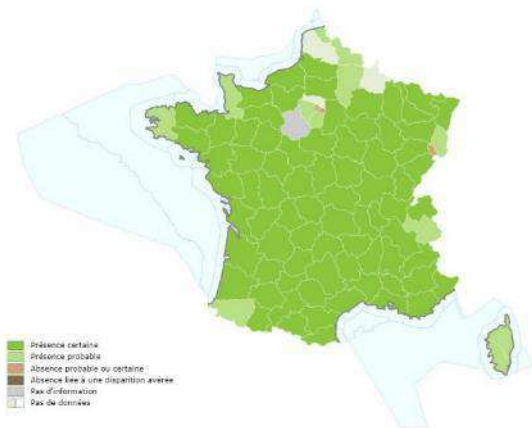 Présence certaine
Présence probable
Absence probable ou certaine
Absence liée à une disparition avérée
Pas d'information
Pas de données